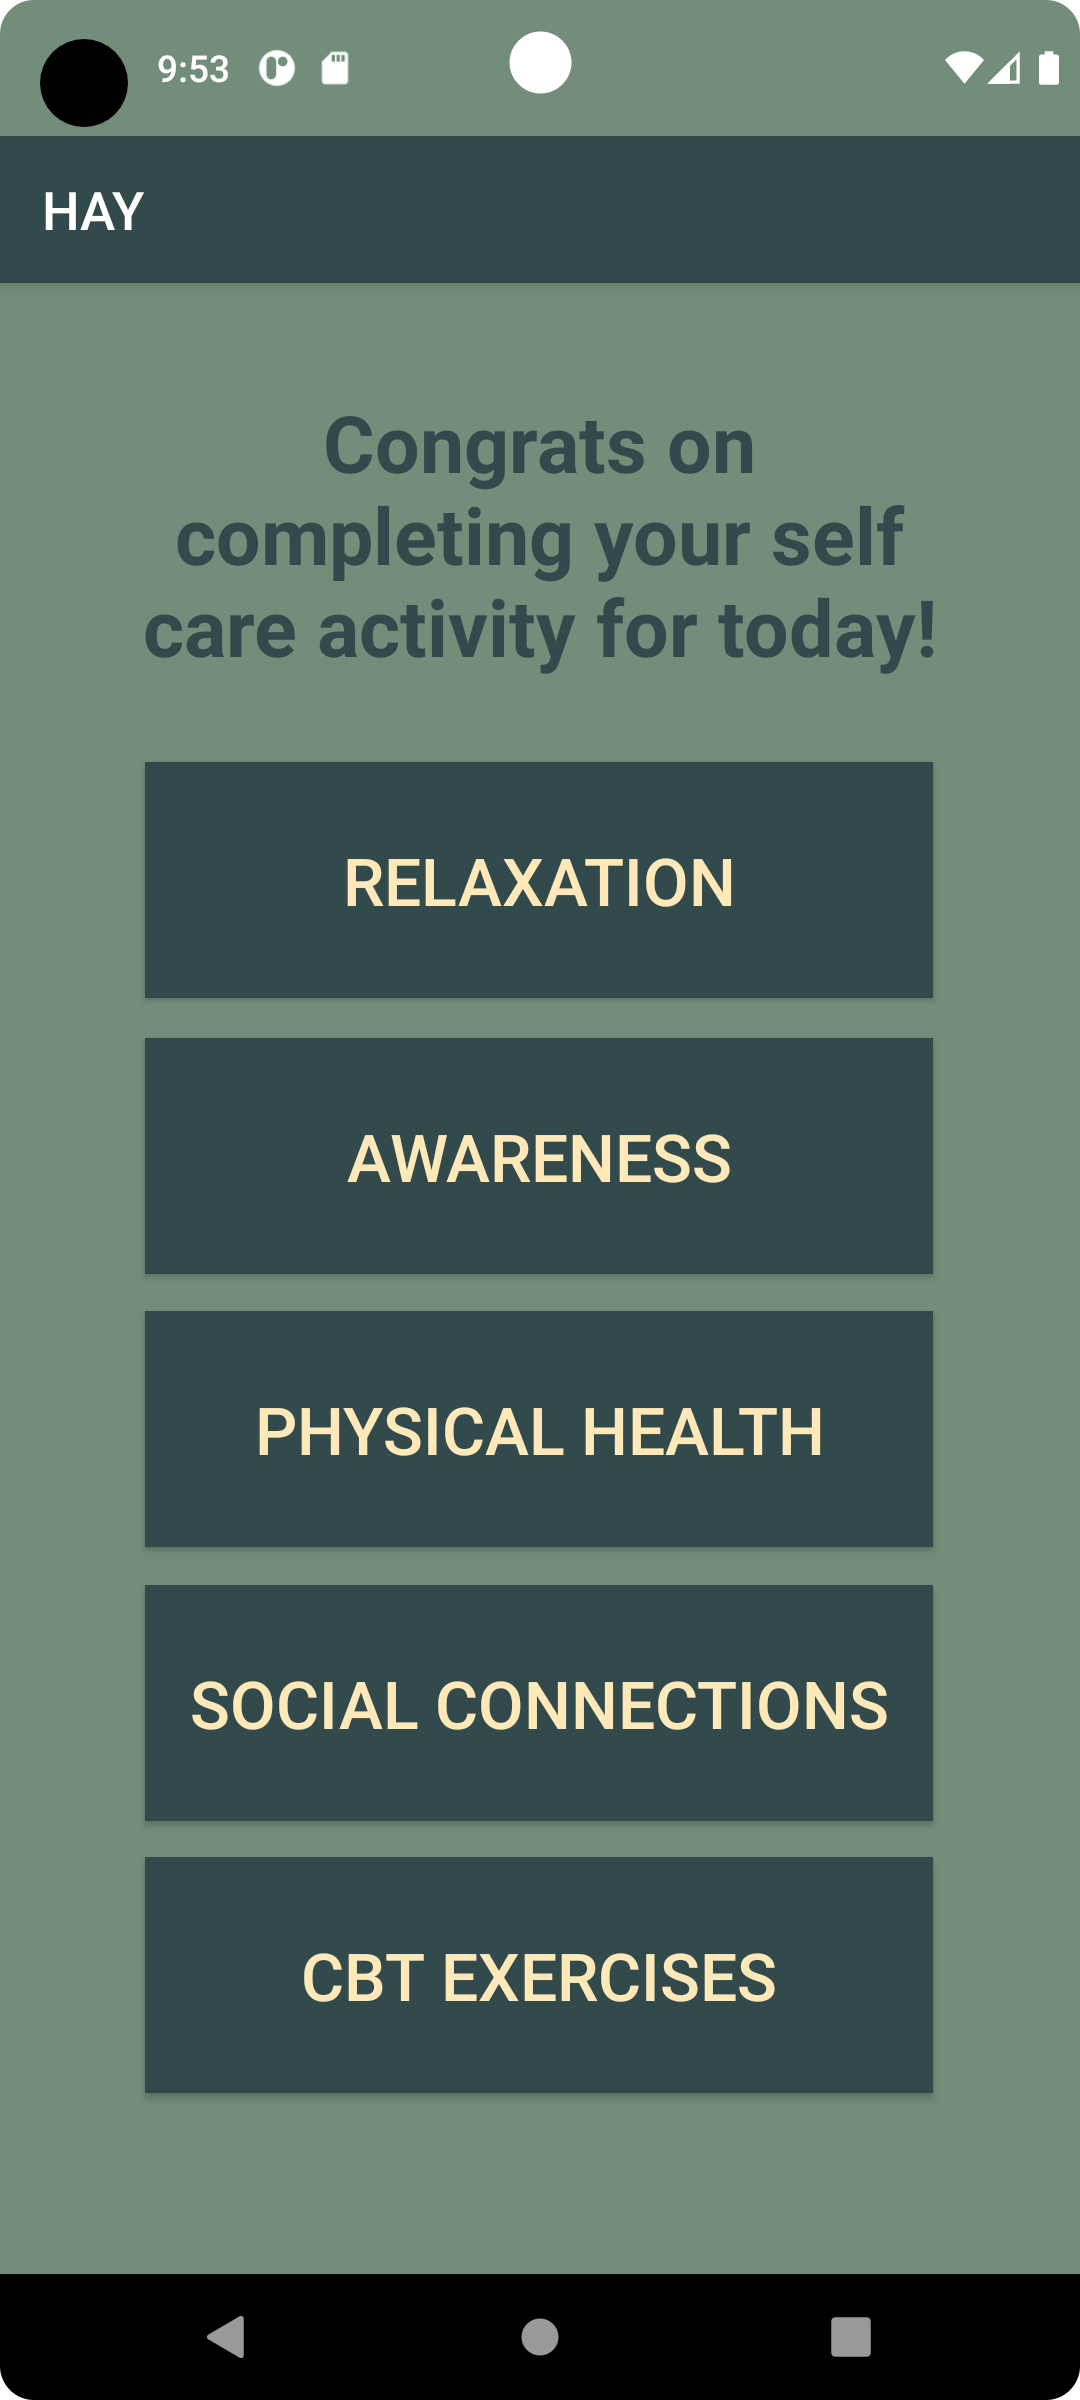 9:53
HAY
Congrats on
completing your self
care activity for today!
RELAXATION
AWARENESS
PHYSICAL HEALTH
SOCIAL CONNECTIONS
CBT EXERCISES